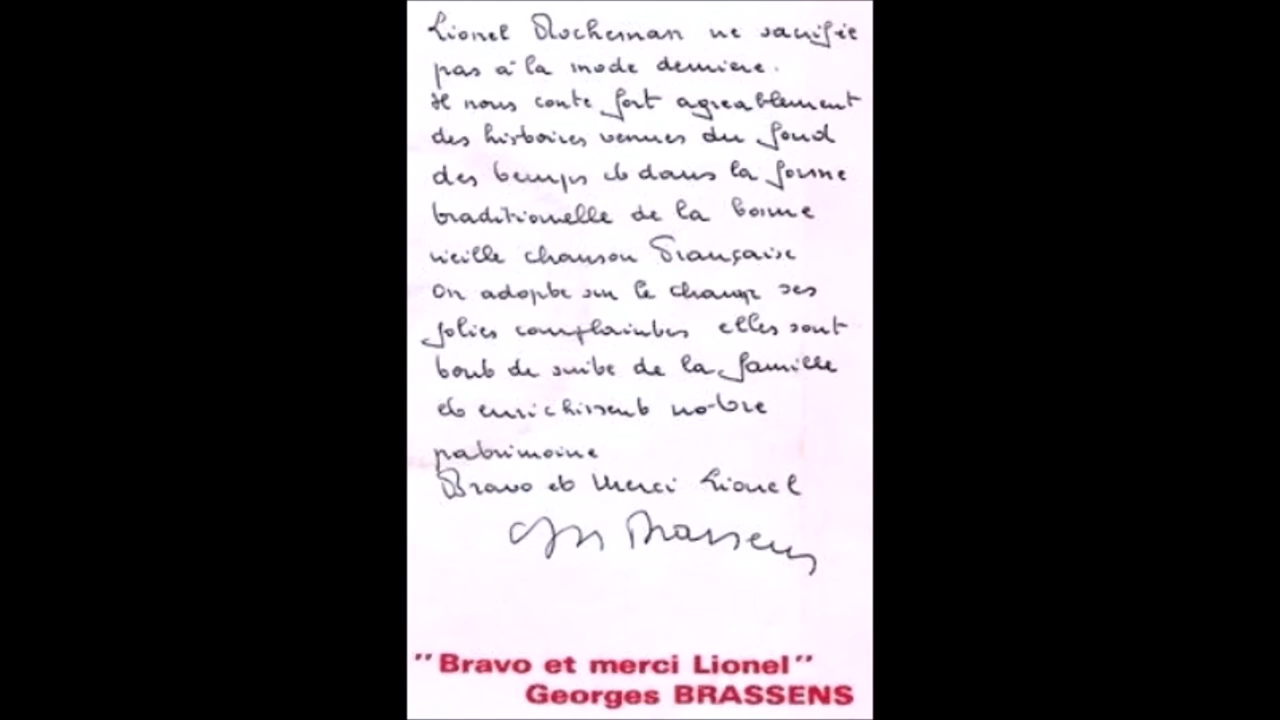 Lionel Rocheman ne sacrifie
pas à la mode dernière.
Il nous conte fort agreablement
des histoires venues du fond
des temps et dans la forme
traditionnelle de la bonne
vieille chanson Française
On adopte sur le champ ses
jolies complaintes elles sont
tout de suite de la famille
et enrichissent notre
patrimoine
Bravo et Merci Lionel
Brassens
"Bravo et merci Lionel"
Georges BRASSENS